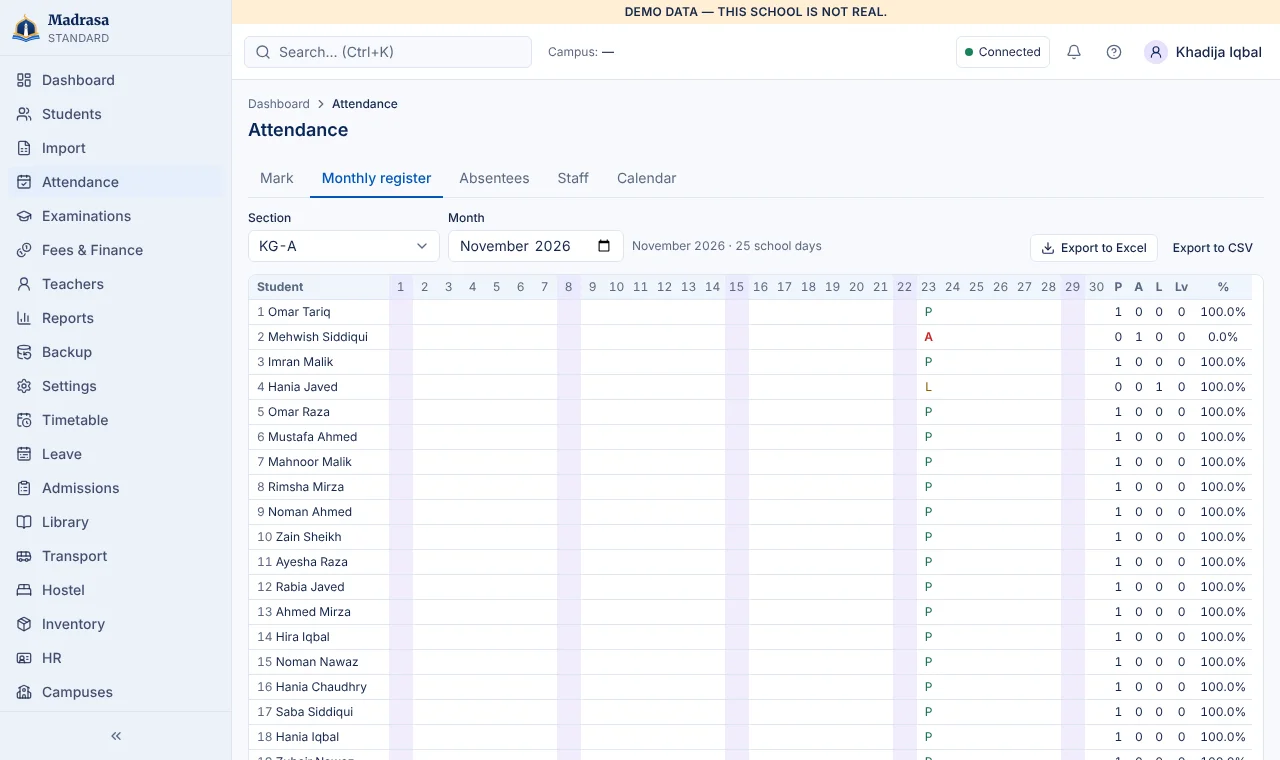 DEMO DATA — THIS SCHOOL IS NOT REAL.
Madrasa
STANDARD
Search... (Ctrl+K)
Campus: —
Connected
Khadija Iqbal
Dashboard
Students
Import
Attendance
Examinations
Fees & Finance
Teachers
Reports
Backup
Settings
Timetable
Leave
Admissions
Library
Transport
Hostel
Inventory
HR
Campuses
Dashboard > Attendance
Attendance
Mark Monthly register Absentees Staff Calendar
Section Month
KG-A November 2026 November 2026 · 25 school days Export to Excel Export to CSV
Student 1 2 3 4 5 6 7 8 9 10 11 12 13 14 15 16 17 18 19 20 21 22 23 24 25 26 27 28 29 30 P A L Lv %
1 Omar Tariq P 1 0 0 0 100.0%
2 Mehwish Siddiqui A 0 1 0 0 0.0%
3 Imran Malik P 1 0 0 0 100.0%
4 Hania Javed L 0 0 1 0 100.0%
5 Omar Raza P 1 0 0 0 100.0%
6 Mustafa Ahmed P 1 0 0 0 100.0%
7 Mahnoor Malik P 1 0 0 0 100.0%
8 Rimsha Mirza P 1 0 0 0 100.0%
9 Noman Ahmed P 1 0 0 0 100.0%
10 Zain Sheikh P 1 0 0 0 100.0%
11 Ayesha Raza P 1 0 0 0 100.0%
12 Rabia Javed P 1 0 0 0 100.0%
13 Ahmed Mirza P 1 0 0 0 100.0%
14 Hira Iqbal P 1 0 0 0 100.0%
15 Noman Nawaz P 1 0 0 0 100.0%
16 Hania Chaudhry P 1 0 0 0 100.0%
17 Saba Siddiqui P 1 0 0 0 100.0%
18 Hania Iqbal P 1 0 0 0 100.0%